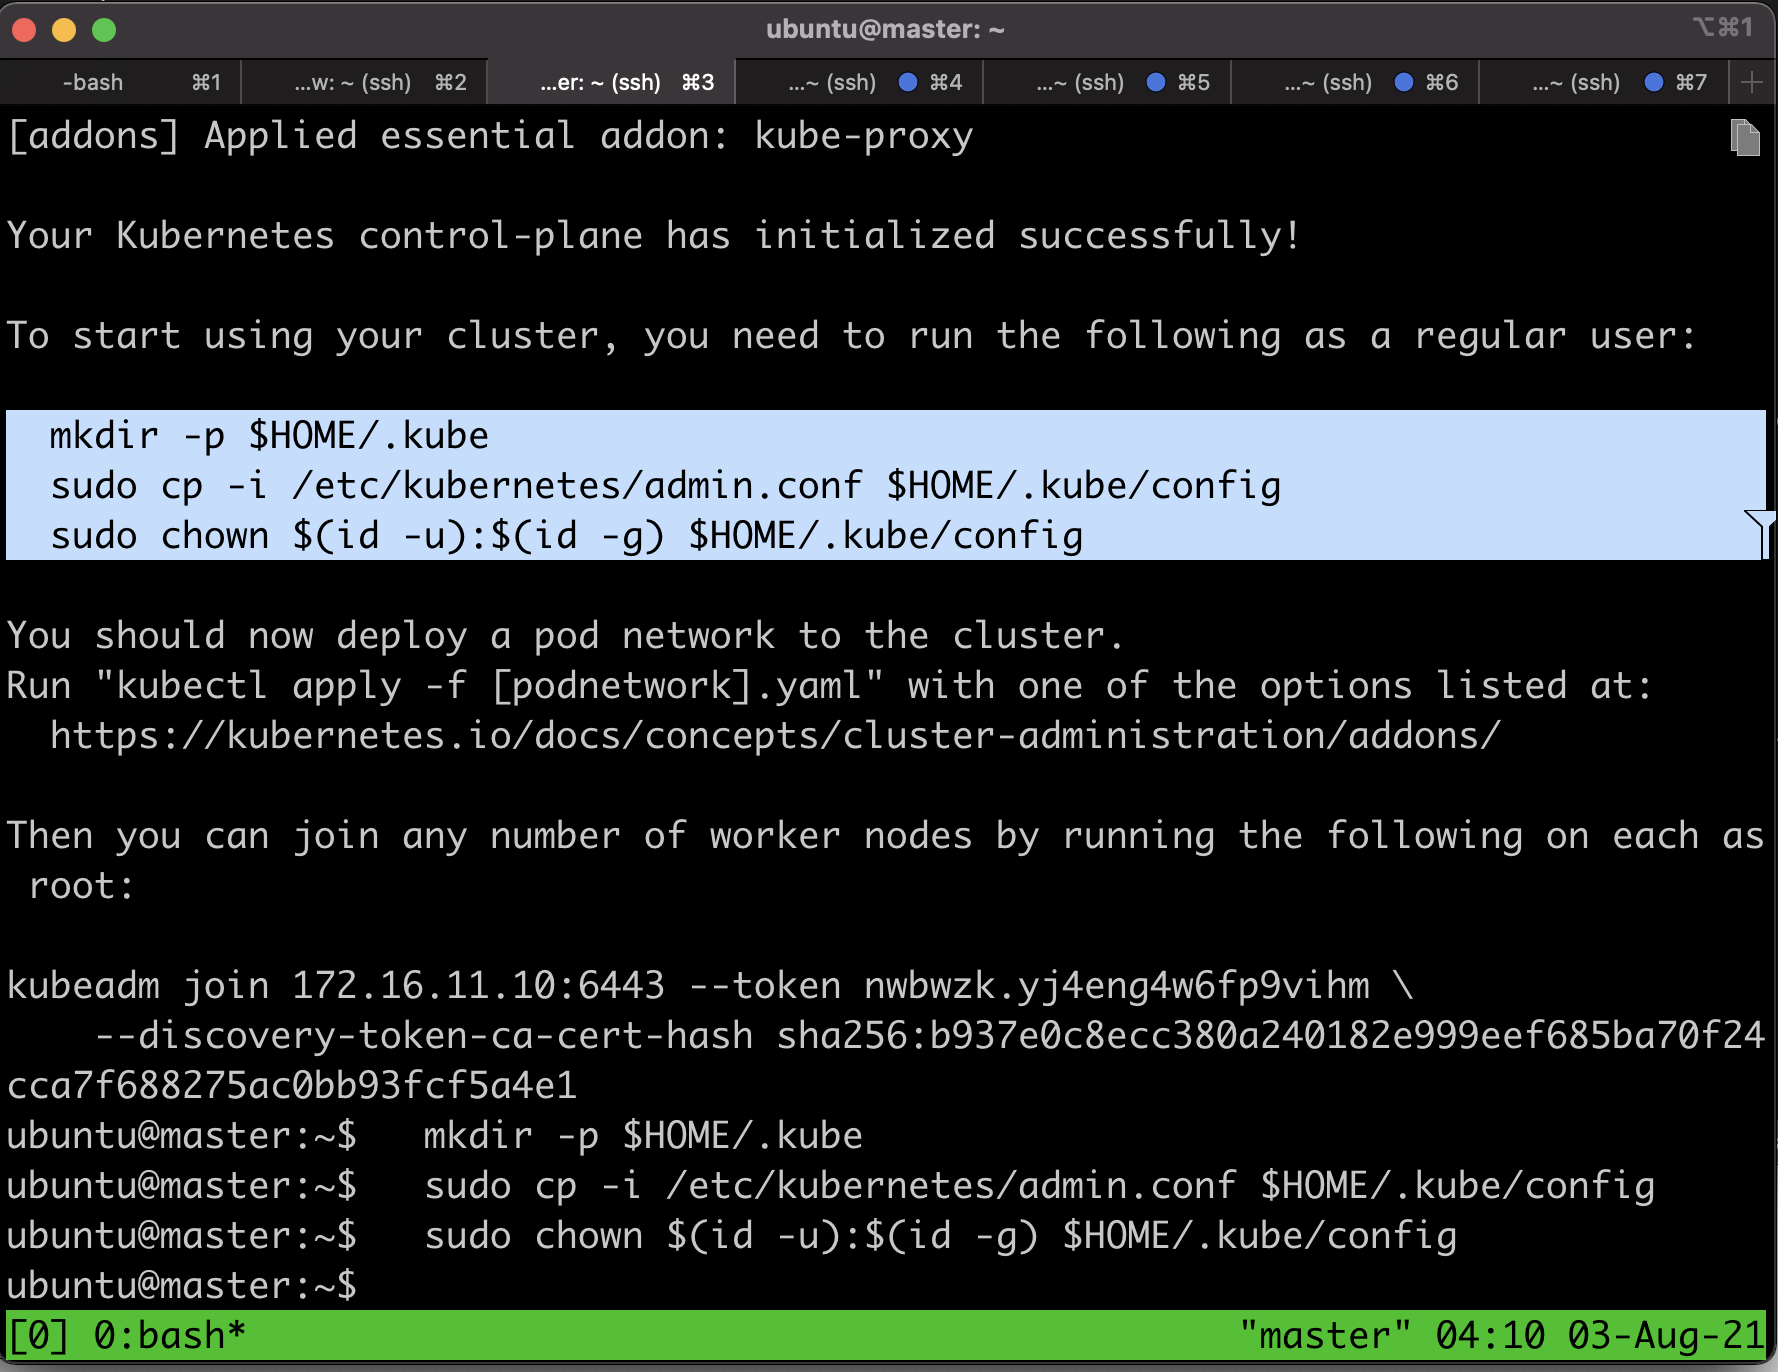 ubuntu@master: ~
⌥⌘1
-bash ⌘1 ...w: ~ (ssh) ⌘2 ...er: ~ (ssh) ⌘3 ...~ (ssh) ⌘4 ...~ (ssh) ⌘5 ...~ (ssh) ⌘6 ...~ (ssh) ⌘7
[addons] Applied essential addon: kube-proxy
Your Kubernetes control-plane has initialized successfully!
To start using your cluster, you need to run the following as a regular user:
mkdir -p $HOME/.kube
sudo cp -i /etc/kubernetes/admin.conf $HOME/.kube/config
sudo chown $(id -u):$(id -g) $HOME/.kube/config
You should now deploy a pod network to the cluster.
Run "kubectl apply -f [podnetwork].yaml" with one of the options listed at:
https://kubernetes.io/docs/concepts/cluster-administration/addons/
Then you can join any number of worker nodes by running the following on each as
root:
kubeadm join 172.16.11.10:6443 --token nwbwzk.yj4eng4w6fp9vihm \
--discovery-token-ca-cert-hash sha256:b937e0c8ecc380a240182e999eef685ba70f24
cca7f688275ac0bb93fcf5a4e1
ubuntu@master:~$   mkdir -p $HOME/.kube
ubuntu@master:~$   sudo cp -i /etc/kubernetes/admin.conf $HOME/.kube/config
ubuntu@master:~$   sudo chown $(id -u):$(id -g) $HOME/.kube/config
ubuntu@master:~$
[0] 0:bash* "master" 04:10 03-Aug-21